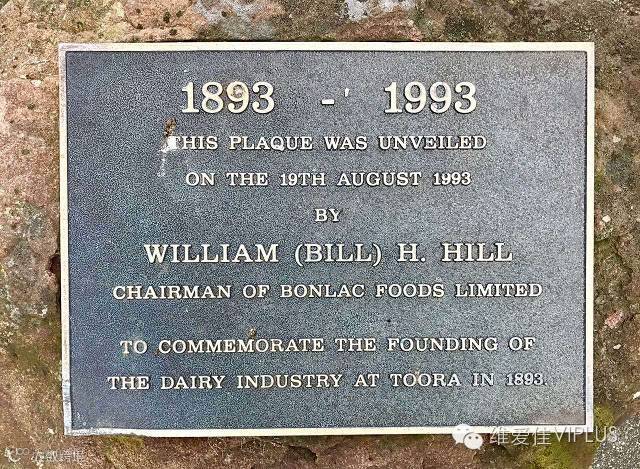 1893 -' 1993
THIS PLAQUE WAS UNVEILED
ON THE 19TH AUGUST 1993
BY
WILLIAM (BILL) H. HILL
CHAIRMAN OF BONLAC FOODS LIMITED
TO COMMEMORATE THE FOUNDING OF
THE DAIRY INDUSTRY AT TOORA IN 1893.
维爱佳VIPLUS